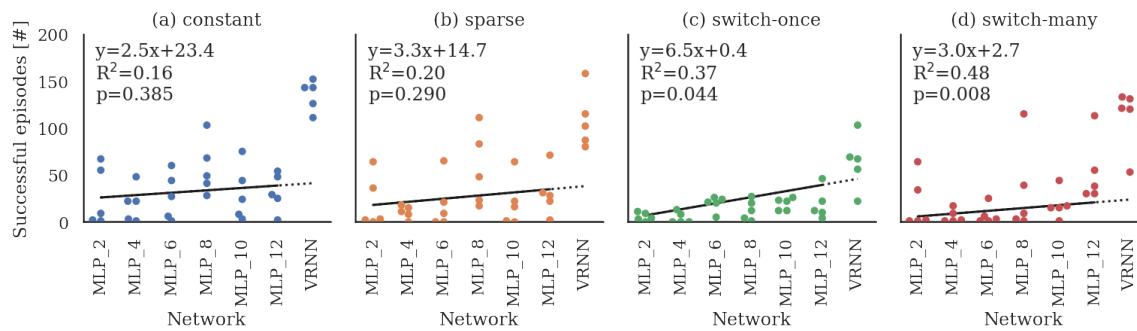 (a) constant
(b) sparse
(c) switch-once
(d) switch-many
Successful episodes [#]
200
150
100
50
0
y=2.5x+23.4
R²=0.16
p=0.385
y=3.3x+14.7
R²=0.20
p=0.290
y=6.5x+0.4
R²=0.37
p=0.044
y=3.0x+2.7
R²=0.48
p=0.008
MLP_2
MLP_4
MLP_6
MLP_8
MLP_10
MLP_12
VRNN
MLP_2
MLP_4
MLP_6
MLP_8
MLP_10
MLP_12
VRNN
MLP_2
MLP_4
MLP_6
MLP_8
MLP_10
MLP_12
VRNN
MLP_2
MLP_4
MLP_6
MLP_8
MLP_10
MLP_12
VRNN
Network
Network
Network
Network